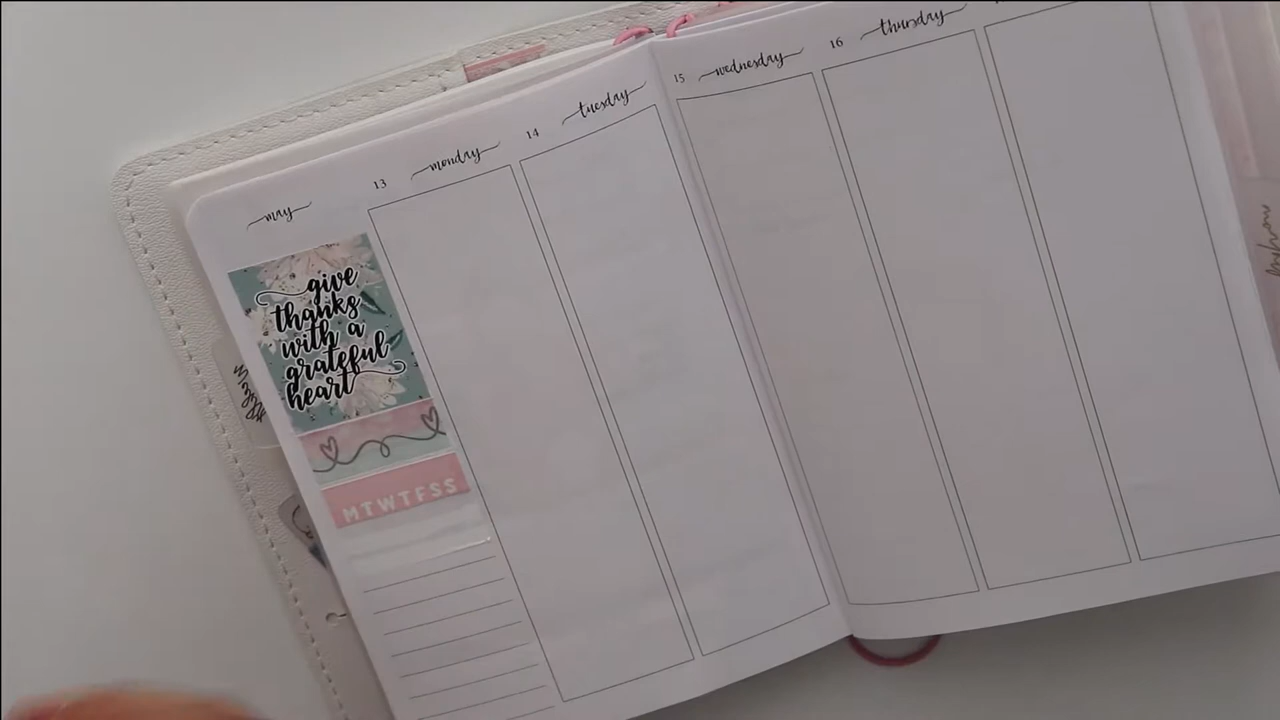 may
13 monday
14 tuesday
15 wednesday
16 thursday
give
thanks
with a
grateful
heart
MTWTFSS